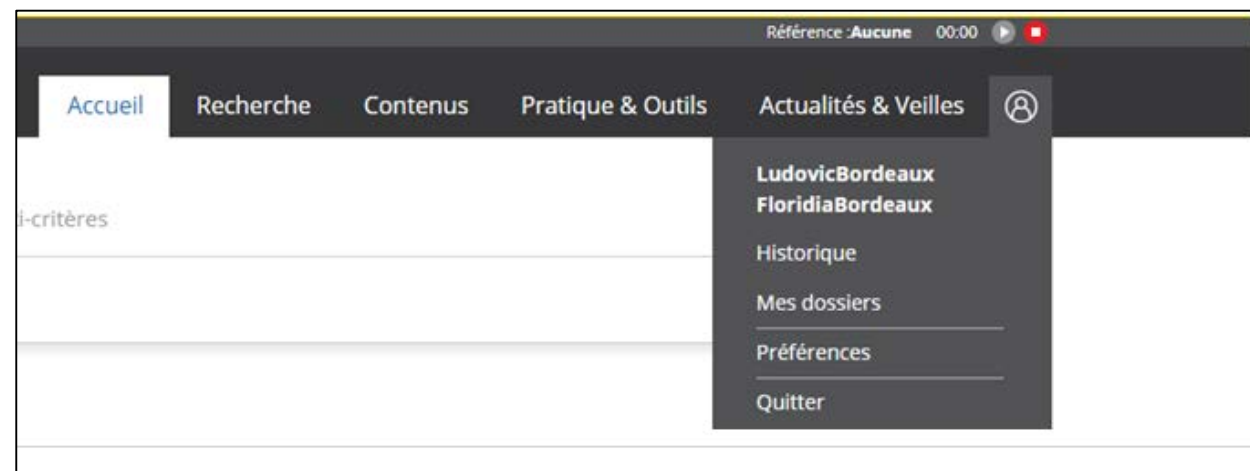 Référence :Aucune 00:00
Accueil Recherche Contenus Pratique & Outils Actualités & Veilles
LudovicBordeaux
FloridiaBordeaux
i-critères
Historique
Mes dossiers
Préférences
Quitter